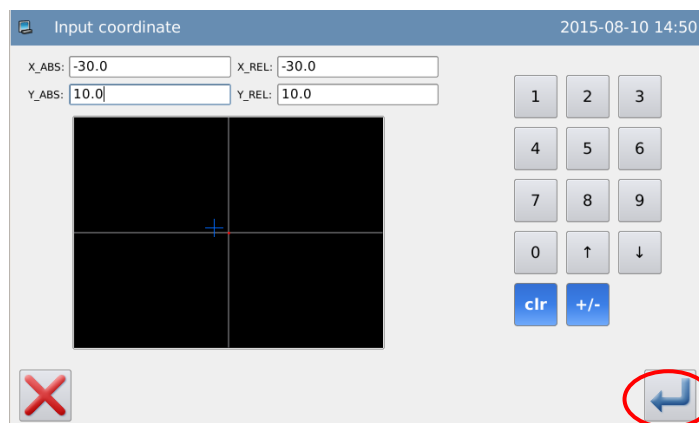 Input coordinate 2015-08-10 14:50
X_ABS: -30.0 X_REL: -30.0
Y_ABS: 10.0 Y_REL: 10.0
1 2 3
4 5 6
7 8 9
0 ↑ ↓
clr +/-